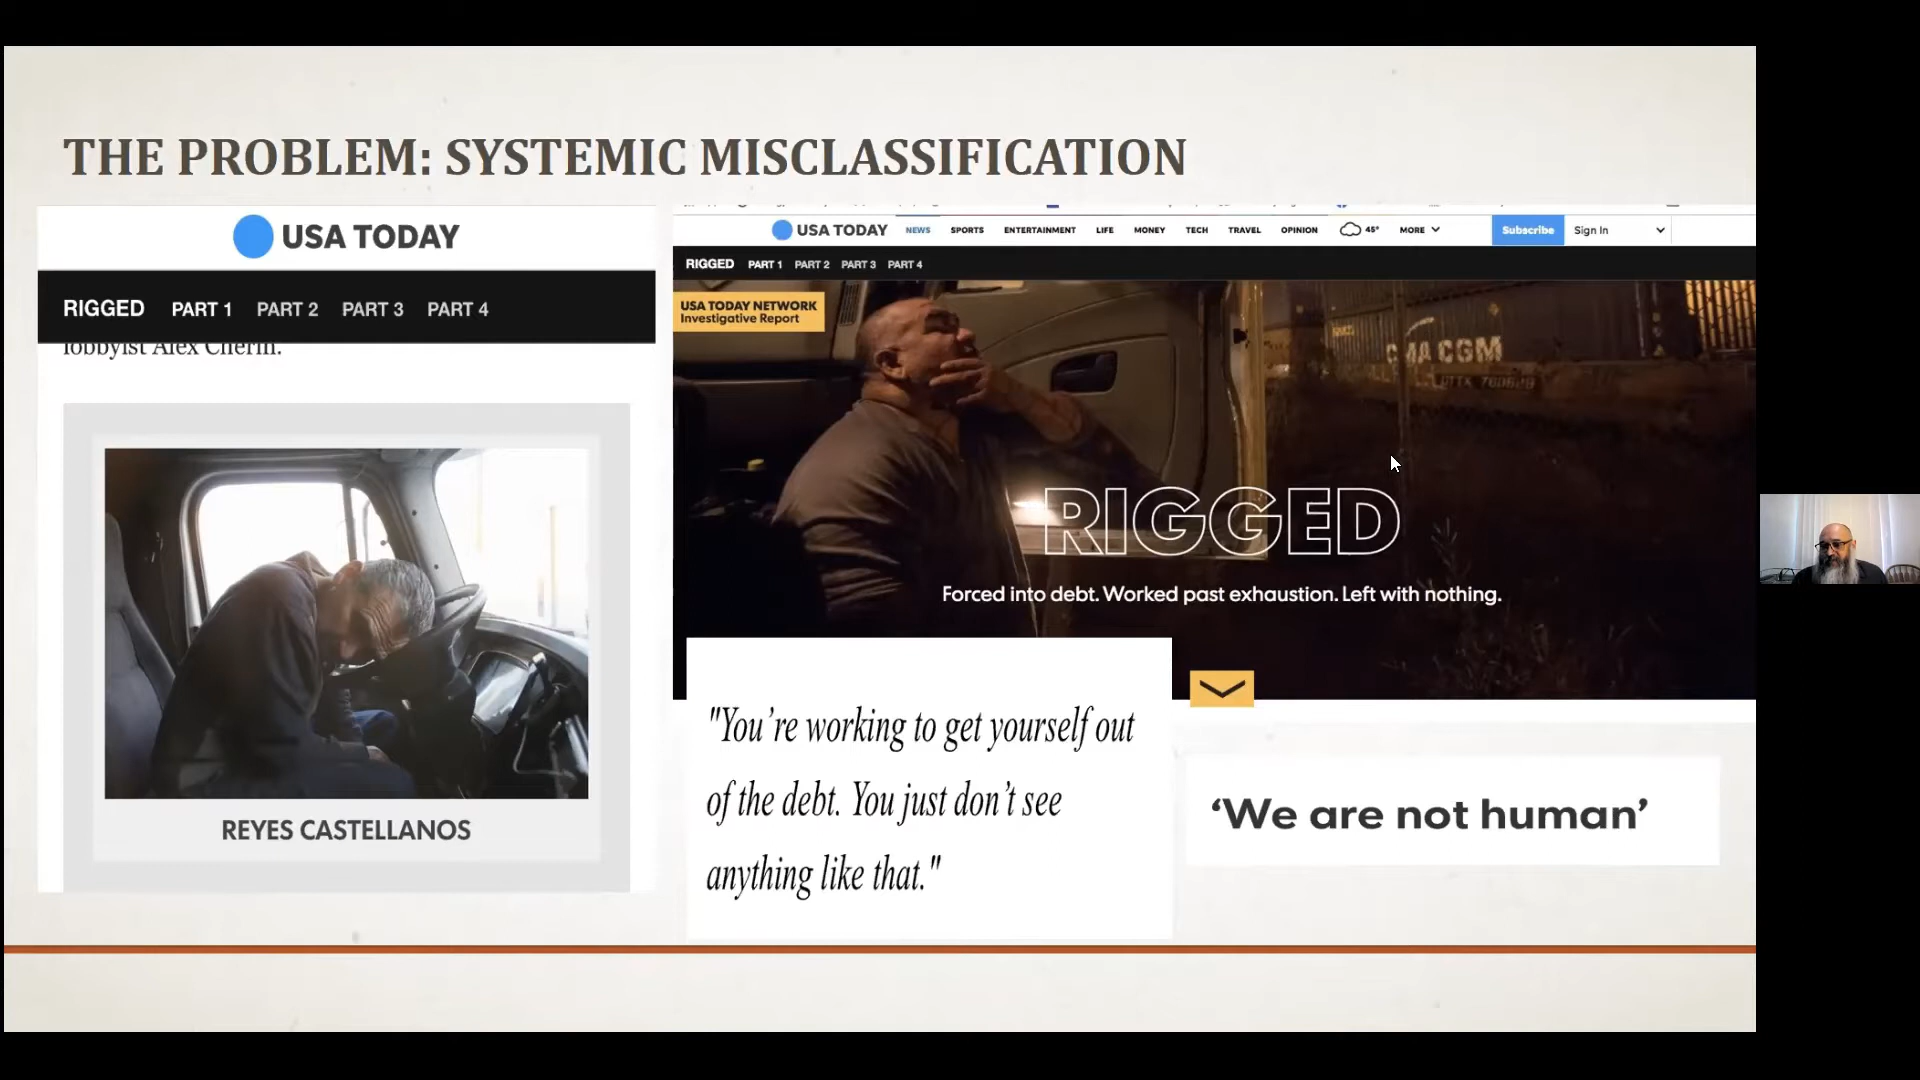 THE PROBLEM: SYSTEMIC MISCLASSIFICATION
USA TODAY
RIGGED PART 1 PART 2 PART 3 PART 4
lobbyist Alex Cherin.
REYES CASTELLANOS
USA TODAY NEWS SPORTS ENTERTAINMENT LIFE MONEY TECH TRAVEL OPINION 45° MORE Subscribe Sign In
RIGGED PART 1 PART 2 PART 3 PART 4
USA TODAY NETWORK
Investigative Report
CMA CGM
RIGGED
Forced into debt. Worked past exhaustion. Left with nothing.
"You’re working to get yourself out
of the debt. You just don’t see
anything like that."
‘We are not human’